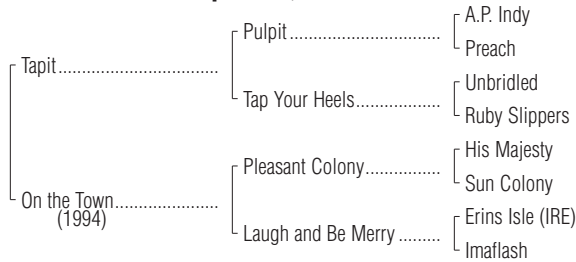 A.P. Indy
Pulpit
Preach
Tapit
Unbridled
Tap Your Heels
Ruby Slippers
His Majesty
Pleasant Colony
Sun Colony
On the Town
(1994)
Erins Isle (IRE)
Laugh and Be Merry
Imaflash